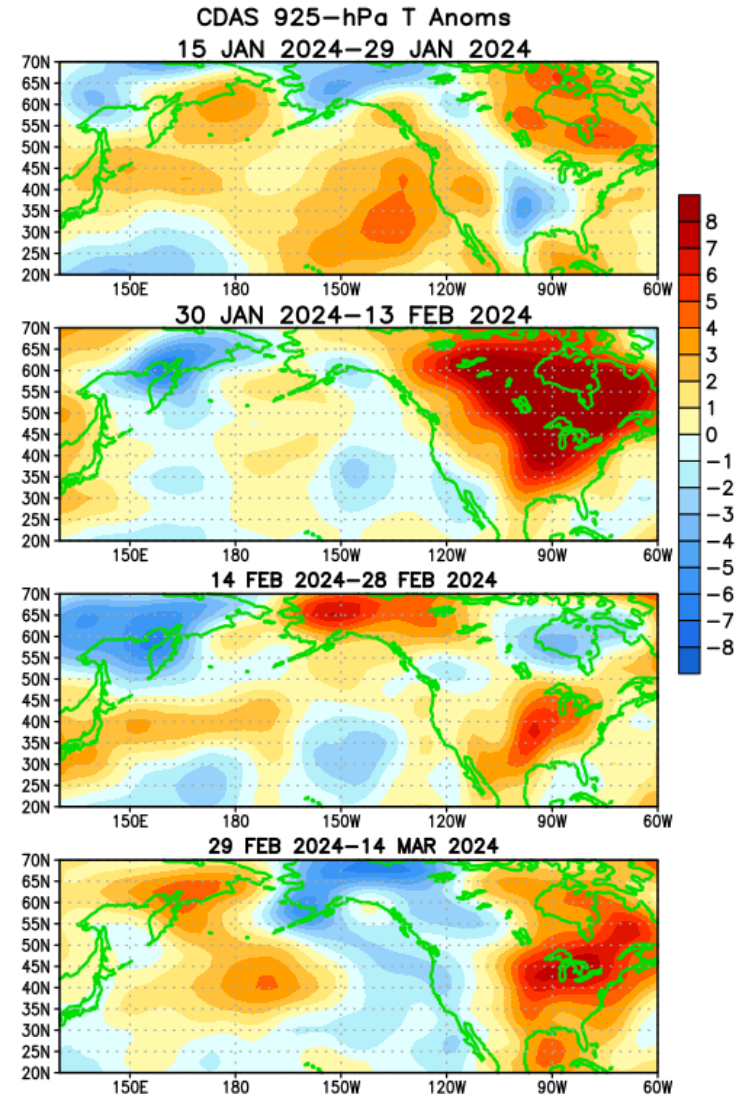 CDAS 925-hPa T Anoms
15 JAN 2024-29 JAN 2024
70N
65N
60N
55N
50N
45N
40N
35N
30N
25N
20N
150E 180 150W 120W 90W 60W
30 JAN 2024-13 FEB 2024
70N
65N
60N
55N
50N
45N
40N
35N
30N
25N
20N
150E 180 150W 120W 90W 60W
14 FEB 2024-28 FEB 2024
70N
65N
60N
55N
50N
45N
40N
35N
30N
25N
20N
150E 180 150W 120W 90W 60W
29 FEB 2024-14 MAR 2024
70N
65N
60N
55N
50N
45N
40N
35N
30N
25N
20N
150E 180 150W 120W 90W 60W
8
7
6
5
4
3
2
1
0
-1
-2
-3
-4
-5
-6
-7
-8